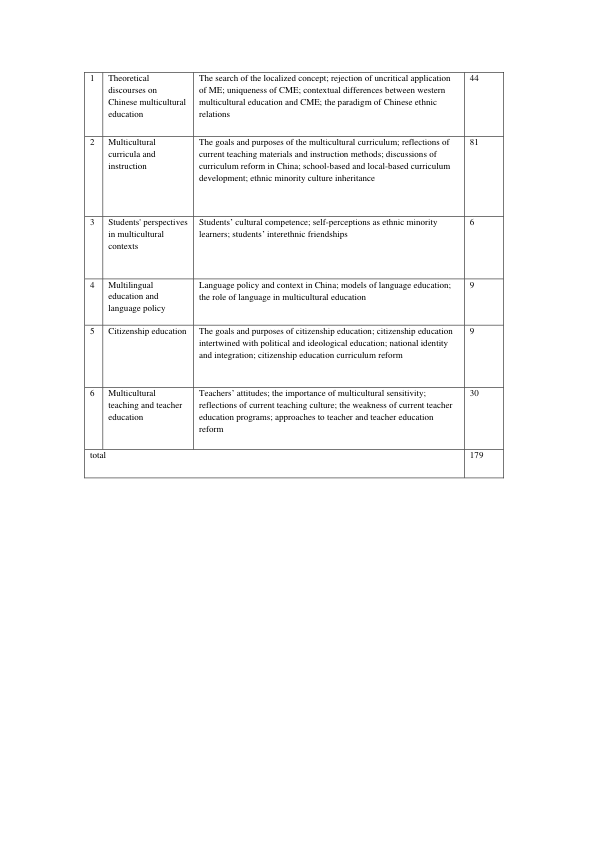 1
Theoretical
discourses on
Chinese multicultural
education
The search of the localized concept; rejection of uncritical application
of ME; uniqueness of CME; contextual differences between western
multicultural education and CME; the paradigm of Chinese ethnic
relations
44
2
Multicultural
curricula and
instruction
The goals and purposes of the multicultural curriculum; reflections of
current teaching materials and instruction methods; discussions of
curriculum reform in China; school-based and local-based curriculum
development; ethnic minority culture inheritance
81
3
Students' perspectives
in multicultural
contexts
Students’ cultural competence; self-perceptions as ethnic minority
learners; students’ interethnic friendships
6
4
Multilingual
education and
language policy
Language policy and context in China; models of language education;
the role of language in multicultural education
9
5
Citizenship education
The goals and purposes of citizenship education; citizenship education
intertwined with political and ideological education; national identity
and integration; citizenship education curriculum reform
9
6
Multicultural
teaching and teacher
education
Teachers’ attitudes; the importance of multicultural sensitivity;
reflections of current teaching culture; the weakness of current teacher
education programs; approaches to teacher and teacher education
reform
30
total
179